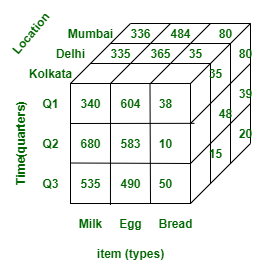 Location
Mumbai 336 484 80
Delhi 335 365 35 80
Kolkata 35
Q1 340 604 38 39
Q2 680 583 10 48 20
Q3 535 490 50 15
Milk Egg Bread
Time(quarters)
item (types)